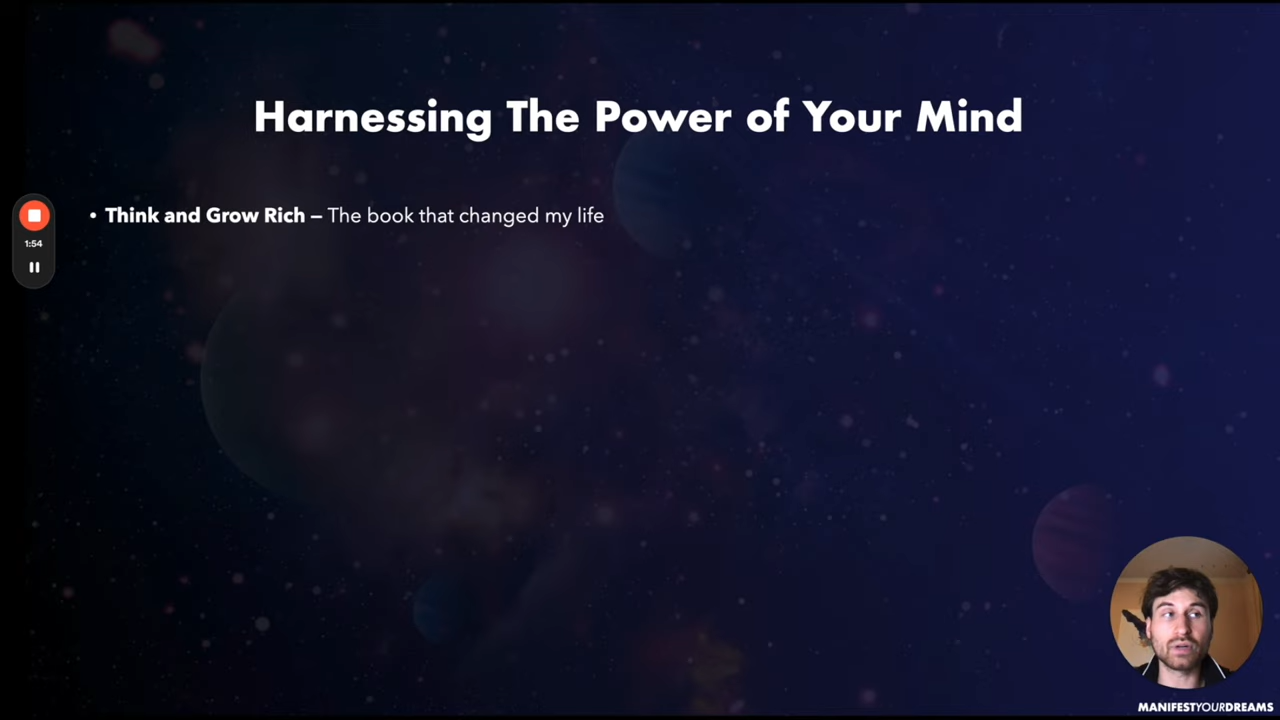 Harnessing The Power of Your Mind
• Think and Grow Rich – The book that changed my life
1:54
MANIFESTYOURDREAMS